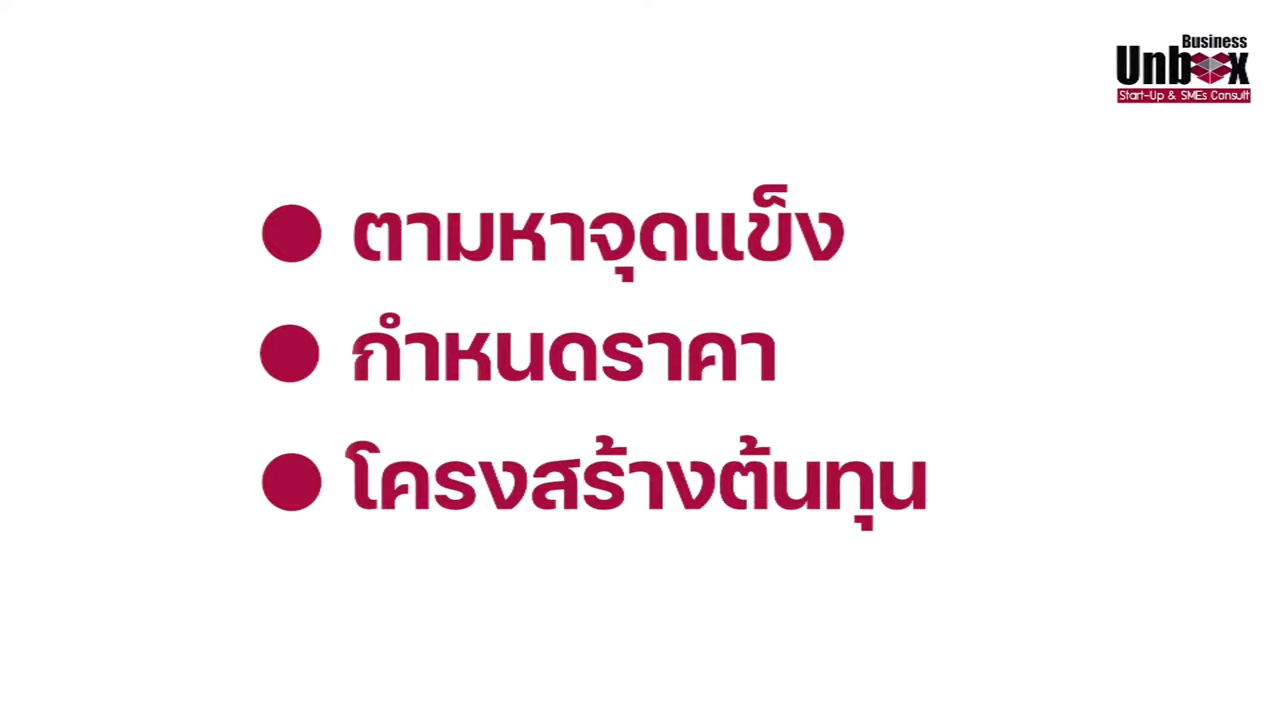 Business
Unbox
Start-Up & SMEs Consult
● ตามหาจุดแข็ง
● กำหนดราคา
● โครงสร้างต้นทุน